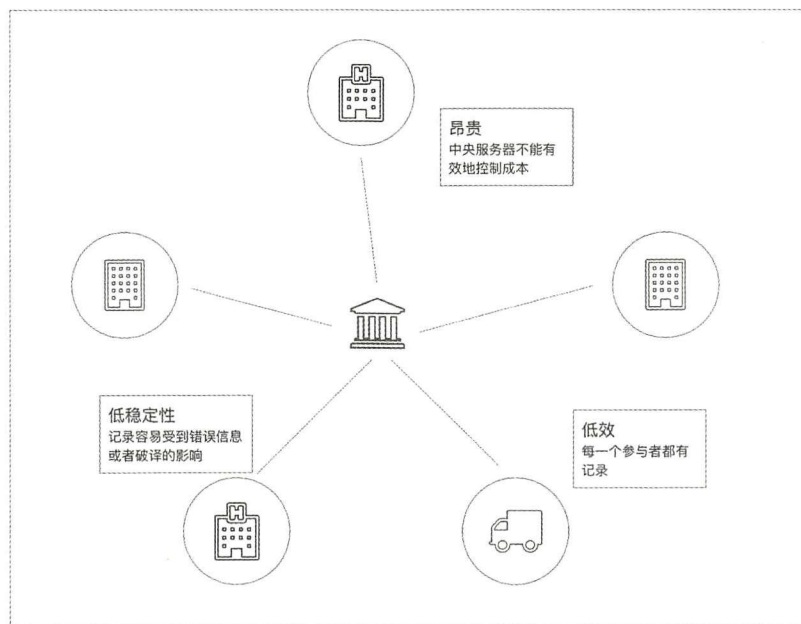 昂贵
中央服务器不能有
效地控制成本
低稳定性
记录容易受到错误信息
或者破译的影响
低效
每一个参与者都有
记录